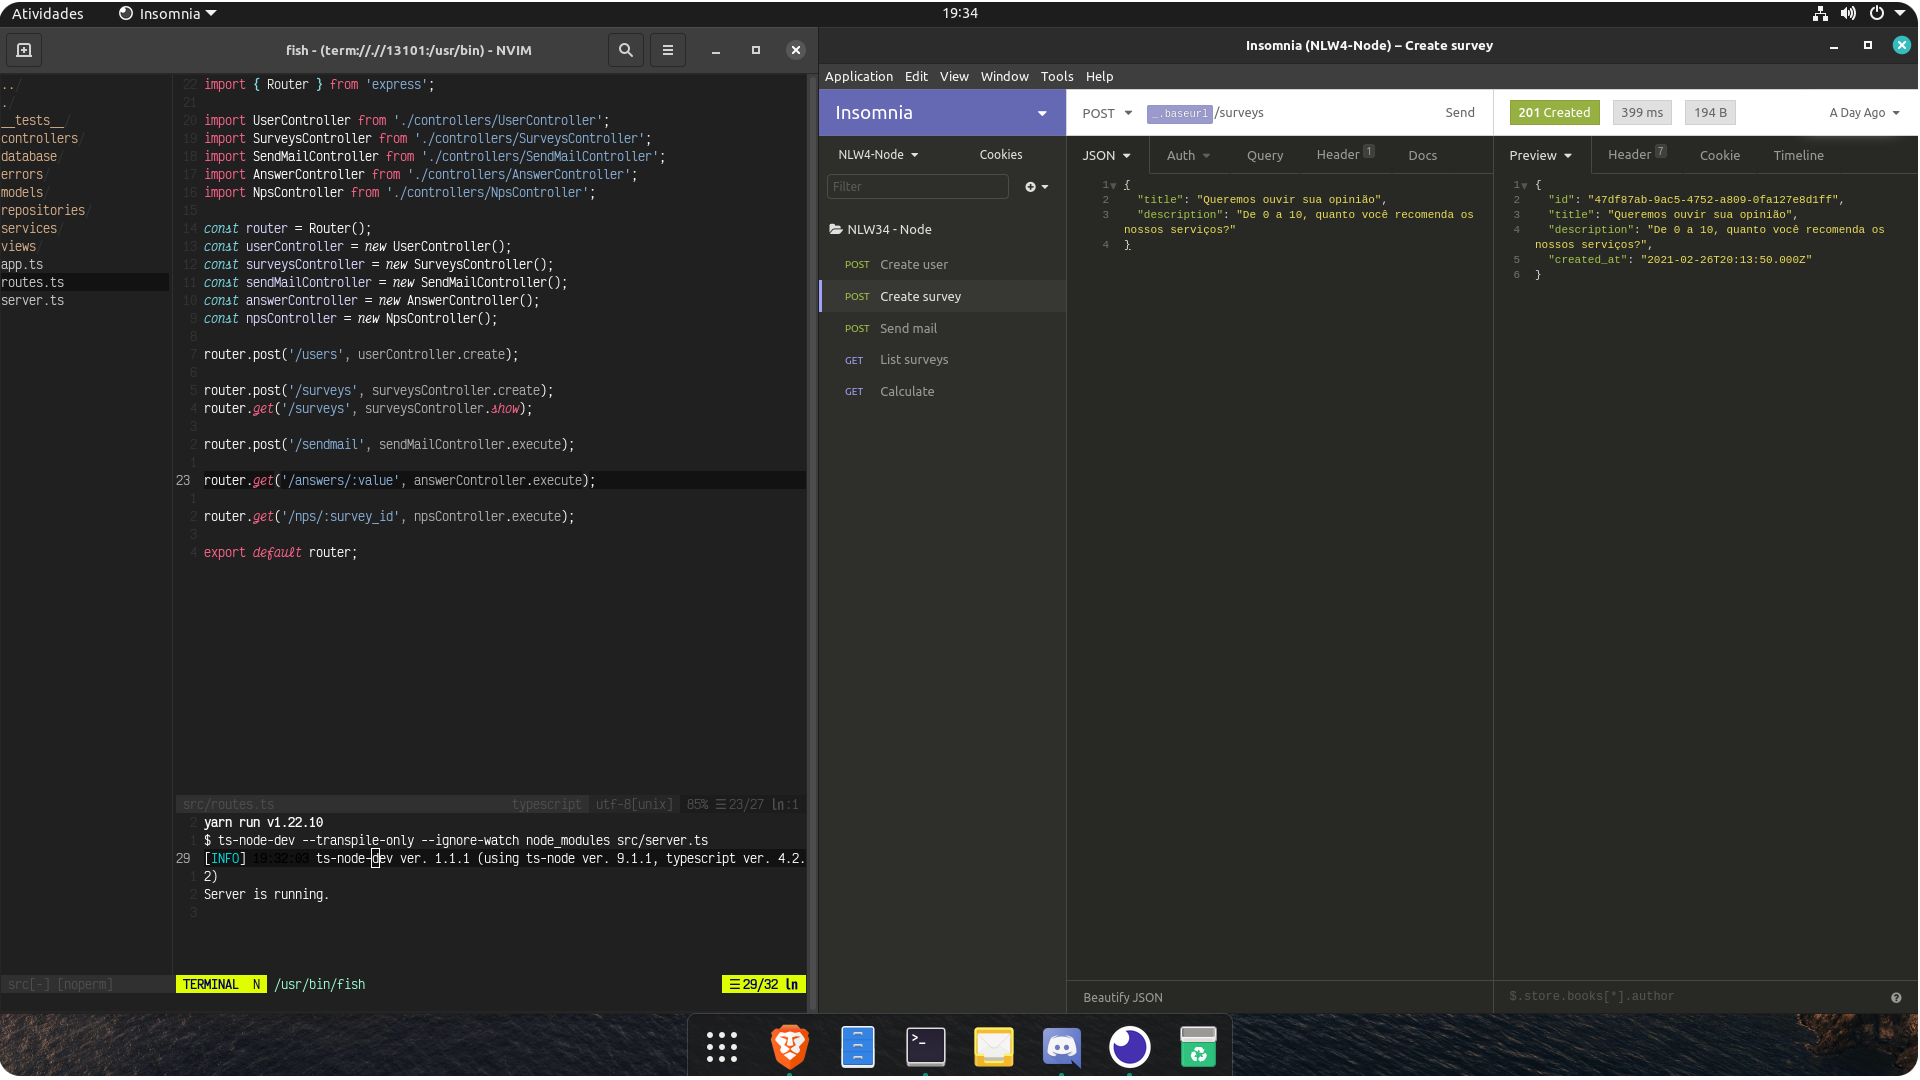 Atividades
Insomnia
19:34
fish - (term://.//13101:/usr/bin) - NVIM
../
./
__tests__/
controllers/
database/
errors/
models/
repositories/
services/
views/
app.ts
routes.ts
server.ts
22 import { Router } from 'express';
21
20 import UserController from './controllers/UserController';
19 import SurveysController from './controllers/SurveysController';
18 import SendMailController from './controllers/SendMailController';
17 import AnswerController from './controllers/AnswerController';
16 import NpsController from './controllers/NpsController';
15
14 const router = Router();
13 const userController = new UserController();
12 const surveysController = new SurveysController();
11 const sendMailController = new SendMailController();
10 const answerController = new AnswerController();
9 const npsController = new NpsController();
8
7 router.post('/users', userController.create);
6
5 router.post('/surveys', surveysController.create);
4 router.get('/surveys', surveysController.show);
3
2 router.post('/sendmail', sendMailController.execute);
1
23 router.get('/answers/:value', answerController.execute);
1
2 router.get('/nps/:survey_id', npsController.execute);
3
4 export default router;
src/routes.ts typescript utf-8[unix] 85% ☰ 23/27 ln:1
2 yarn run v1.22.10
1 $ ts-node-dev --transpile-only --ignore-watch node_modules src/server.ts
29 [INFO] 19:32:03 ts-node-dev ver. 1.1.1 (using ts-node ver. 9.1.1, typescript ver. 4.2.
1 2)
2 Server is running.
3
src[-] [noperm]
TERMINAL N /usr/bin/fish ☰ 29/32 ln
Insomnia (NLW4-Node) – Create survey
Application Edit View Window Tools Help
Insomnia
NLW4-Node Cookies
Filter
NLW34 - Node
POST Create user
POST Create survey
POST Send mail
GET List surveys
GET Calculate
POST _.baseurl /surveys Send
JSON Auth Query Header 1 Docs
1 {
2 "title": "Queremos ouvir sua opinião",
3 "description": "De 0 a 10, quanto você recomenda os
nossos serviços?"
4 }
Beautify JSON
201 Created 399 ms 194 B A Day Ago
Preview Header 7 Cookie Timeline
1 {
2 "id": "47df87ab-9ac5-4752-a809-0fa127e8d1ff",
3 "title": "Queremos ouvir sua opinião",
4 "description": "De 0 a 10, quanto você recomenda os
nossos serviços?",
5 "created_at": "2021-02-26T20:13:50.000Z"
6 }
$.store.books[*].author